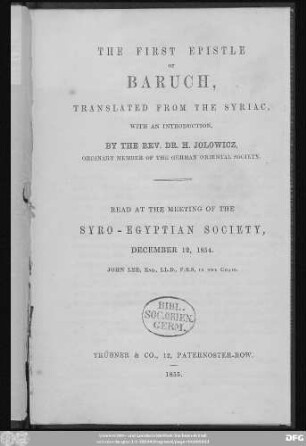 THE FIRST EPISTLE
OF
BARUCH,
TRANSLATED FROM THE SYRIAC,
WITH AN INTRODUCTION,
BY THE REV. DR. H. JOLOWICZ,
ORDINARY MEMBER OF THE GERMAN ORIENTAL SOCIETY.
READ AT THE MEETING OF THE
SYRO-EGYPTIAN SOCIETY,
DECEMBER 12, 1854.
JOHN LEE, Esq., LL.D., F.R.S. IN THE CHAIR.
BIBL.
SOC. ORIEN.
GERM.
TRÜBNER & CO., 12, PATERNOSTER-ROW.
1855.